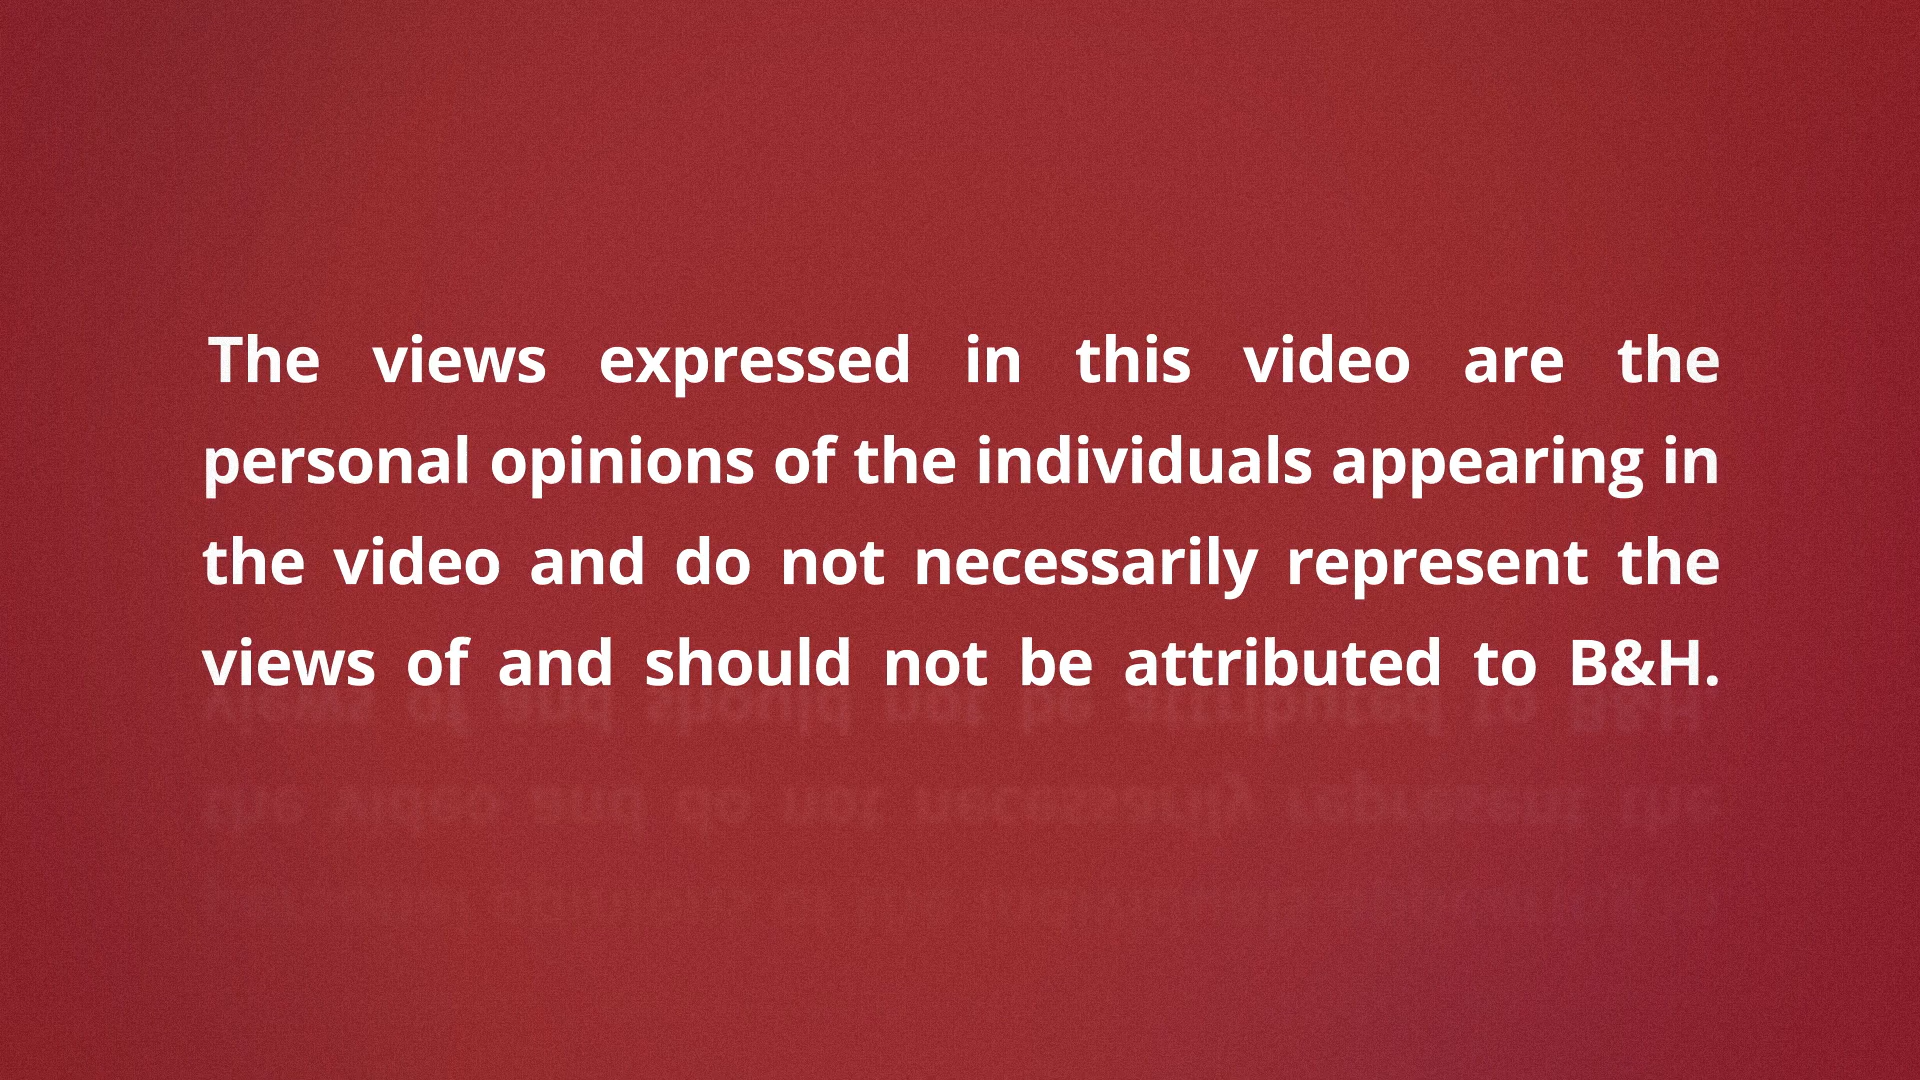 The views expressed in this video are the
personal opinions of the individuals appearing in
the video and do not necessarily represent the
views of and should not be attributed to B&H.